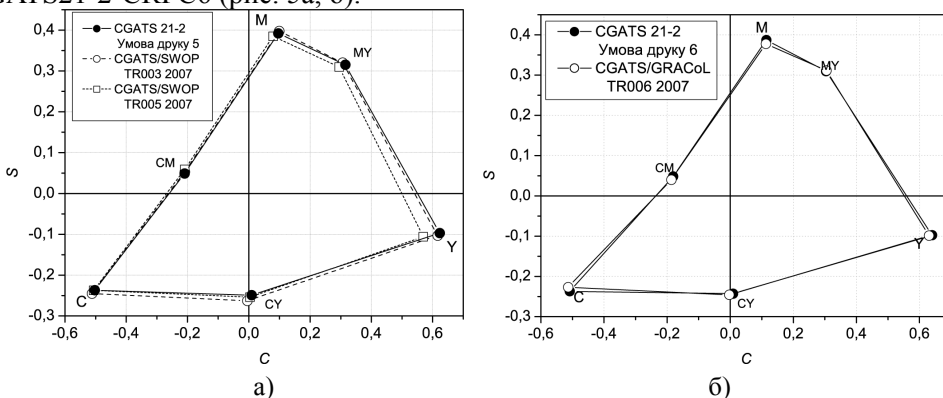 GATS21-2-CRPC6 (рис. 5а, б).
0,4
0,3
0,2
0,1
0,0
-0,1
-0,2
-0,3
S
-0,6 -0,4 -0,2 0,0 0,2 0,4 0,6
C
CGATS 21-2
Умова друку 5
CGATS/SWOP
TR003 2007
CGATS/SWOP
TR005 2007
M
MY
CM
Y
C
CY
а)
0,4
0,3
0,2
0,1
0,0
-0,1
-0,2
-0,3
S
-0,6 -0,4 -0,2 0,0 0,2 0,4 0,6
C
CGATS 21-2
Умова друку 6
CGATS/GRACoL
TR006 2007
M
MY
CM
Y
C
CY
б)